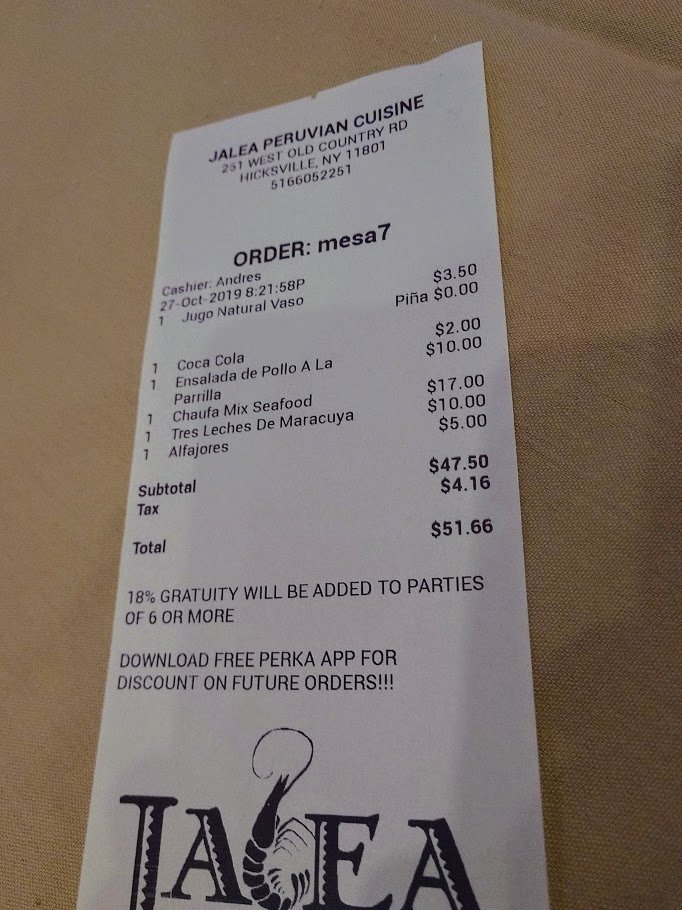 JALEA PERUVIAN CUISINE
251 WEST OLD COUNTRY RD
HICKSVILLE, NY 11801
5166052251
ORDER: mesa7
Cashier: Andres
27-Oct-2019 8:21:58P
1 Jugo Natural Vaso $3.50
Piña $0.00
1 Coca Cola $2.00
1 Ensalada de Pollo A La $10.00
Parrilla
1 Chaufa Mix Seafood $17.00
1 Tres Leches De Maracuya $10.00
1 Alfajores $5.00
Subtotal $47.50
Tax $4.16
Total $51.66
18% GRATUITY WILL BE ADDED TO PARTIES
OF 6 OR MORE
DOWNLOAD FREE PERKA APP FOR
DISCOUNT ON FUTURE ORDERS!!!
JALEA